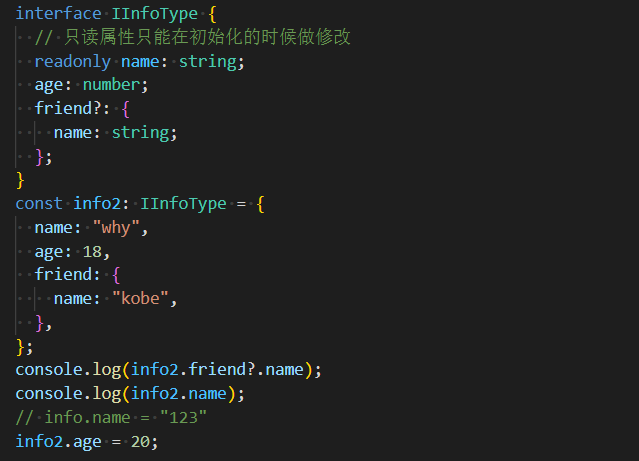 interface IInfoType {
  // 只读属性只能在初始化的时候做修改
  readonly name: string;
  age: number;
  friend?: {
    name: string;
  };
}
const info2: IInfoType = {
  name: "why",
  age: 18,
  friend: {
    name: "kobe",
  },
};
console.log(info2.friend?.name);
console.log(info2.name);
// info.name = "123"
info2.age = 20;